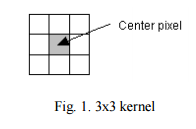 Center pixel
Fig. 1. 3x3 kernel